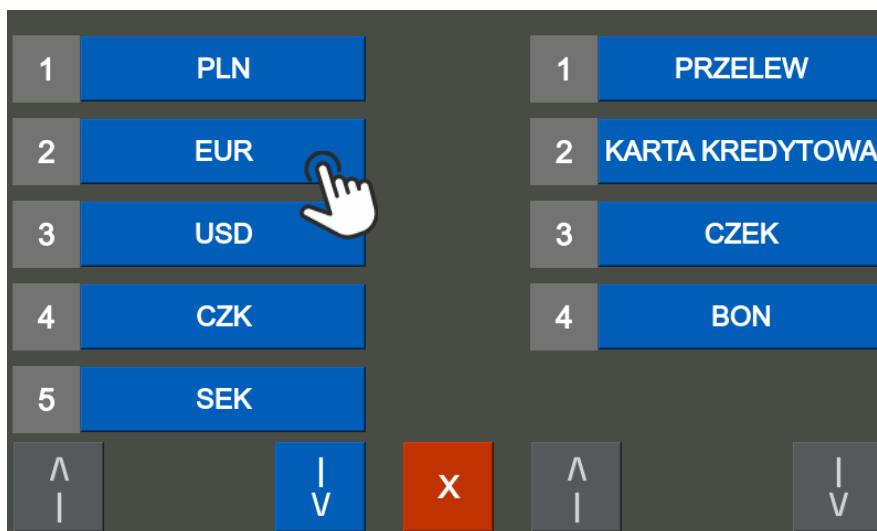 1 PLN
2 EUR
3 USD
4 CZK
5 SEK
1 PRZELEW
2 KARTA KREDYTOWA
3 CZEK
4 BON
X